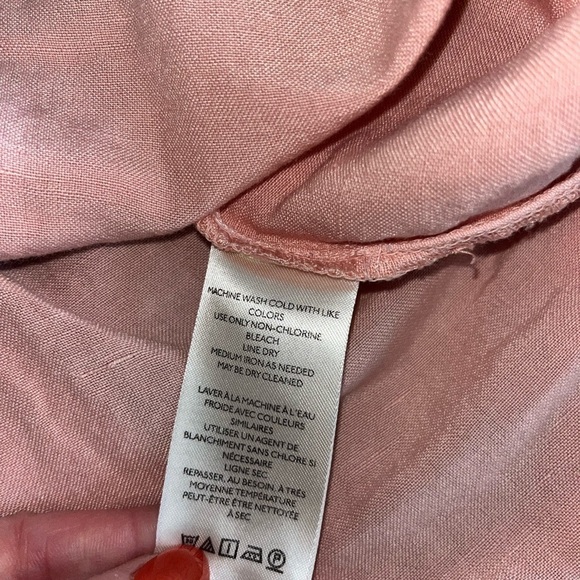 MACHINE WASH COLD WITH LIKE
COLORS
USE ONLY NON-CHLORINE
BLEACH
LINE DRY
MEDIUM IRON AS NEEDED
MAY BE DRY CLEANED
LAVER À LA MACHINE À L'EAU
FROIDE AVEC COULEURS
SIMILAIRES
UTILISER UN AGENT DE
BLANCHIMENT SANS CHLORE SI
NÉCESSAIRE
LIGNE SEC
REPASSER, AU BESOIN, À TRÈS
MOYENNE TEMPÉRATURE
PEUT-ÊTRE ÊTRE NETTOYÉE
À SEC